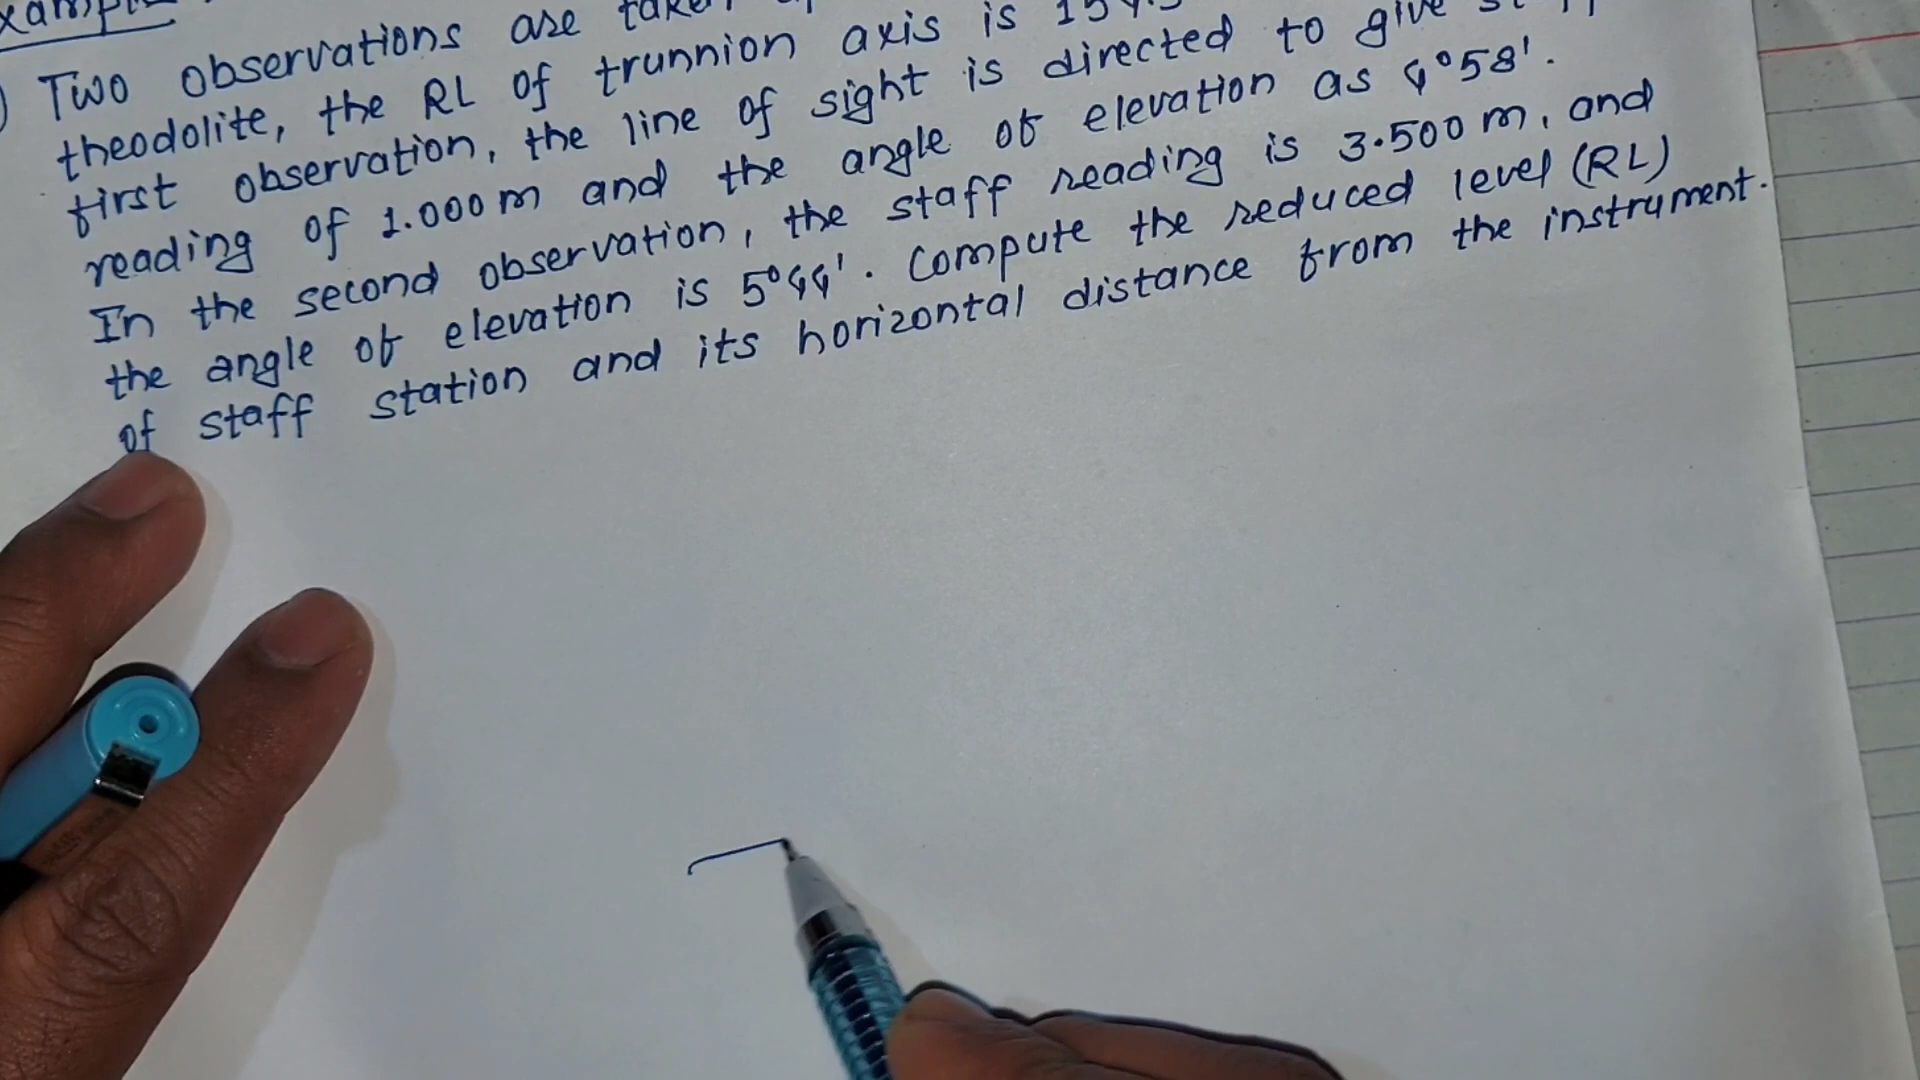 Two observations are
theodolite, the RL of trunnion axis is
first observation, the line of sight is directed to give
reading of 1.000 m and the angle of elevation as 4°58'.
In the second observation, the staff reading is 3.500 m, and
the angle of elevation is 5°44'. Compute the reduced level (RL)
of staff station and its horizontal distance from the instrument.